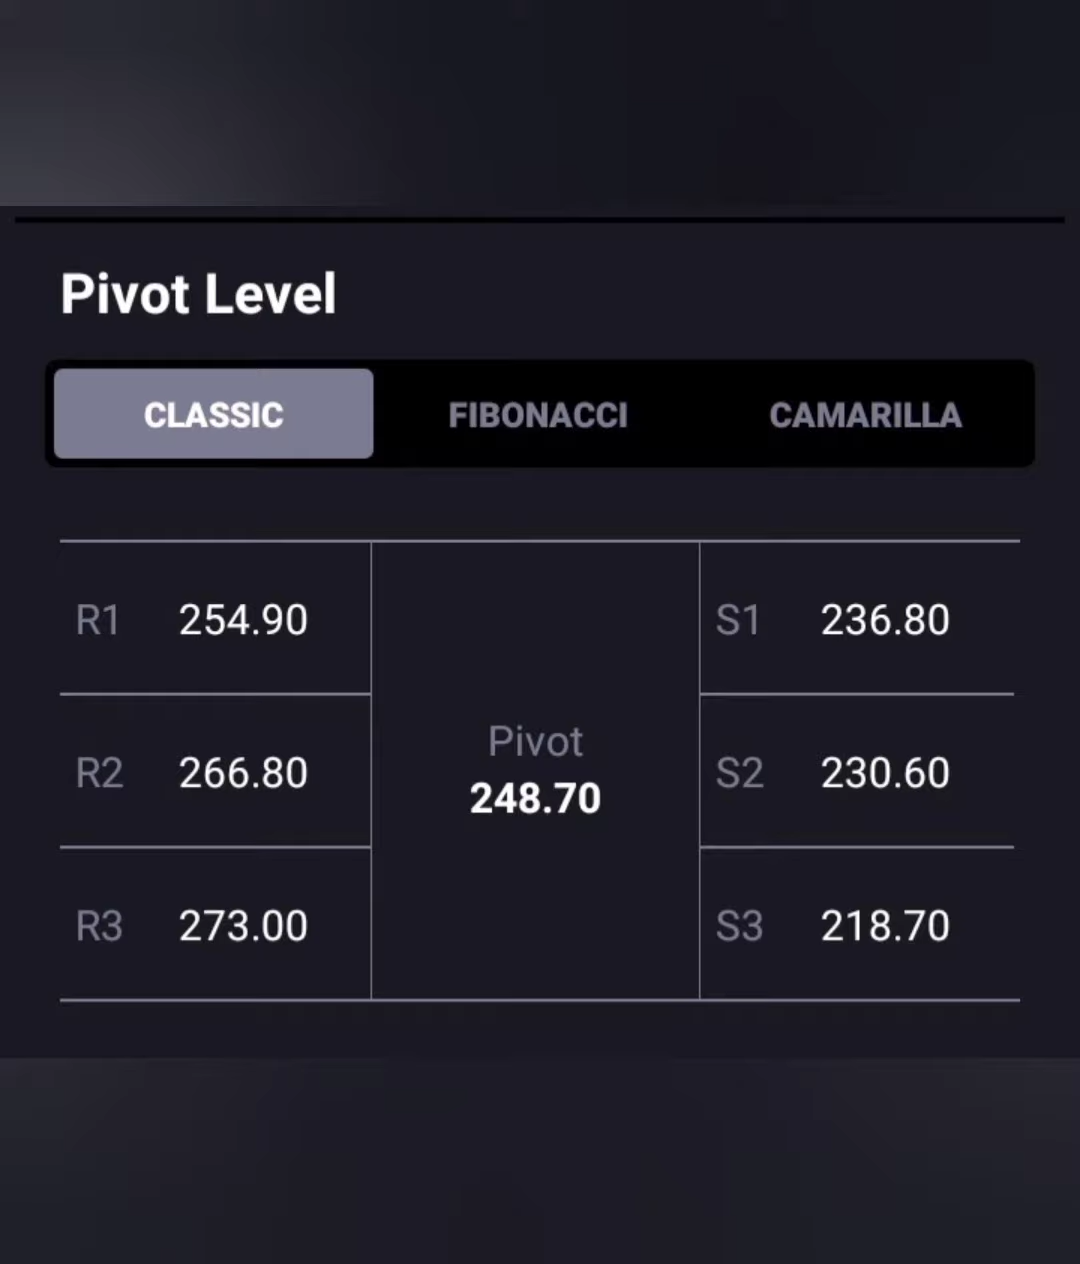 Pivot Level
CLASSIC FIBONACCI CAMARILLA
R1 254.90
R2 266.80
R3 273.00
Pivot
248.70
S1 236.80
S2 230.60
S3 218.70